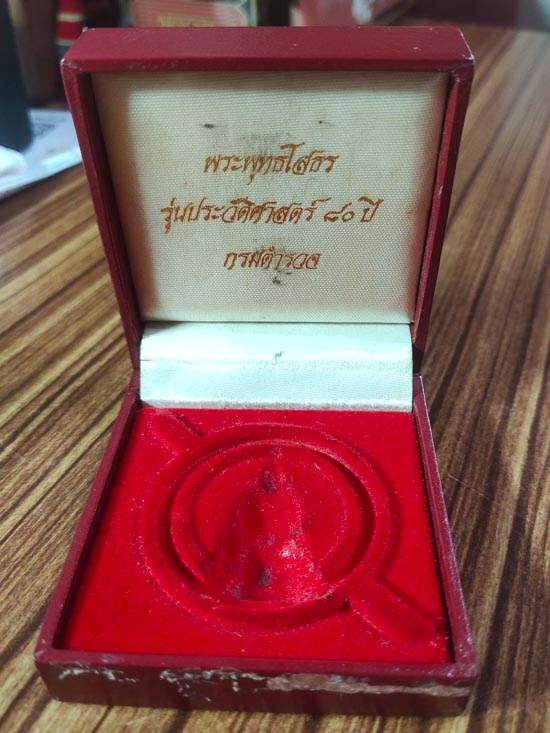 พระพุทธโสธร
รุ่นประวัติศาสตร์ ๘๐ ปี
กรมตำรวจ